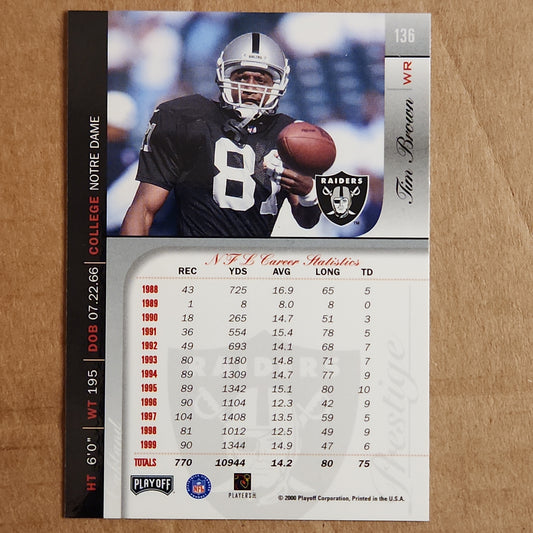 136
WR
Tim Brown
81
RAIDERS
TM
HT 6'0" | WT 195 | DOB 07.22.66 | COLLEGE NOTRE DAME
NFL Career Statistics
REC YDS AVG LONG TD
1988 43 725 16.9 65 5
1989 1 8 8.0 8 0
1990 18 265 14.7 51 3
1991 36 554 15.4 78 5
1992 49 693 14.1 68 7
1993 80 1180 14.8 71 7
1994 89 1309 14.7 77 9
1995 89 1342 15.1 80 10
1996 90 1104 12.3 42 9
1997 104 1408 13.5 59 5
1998 81 1012 12.5 49 9
1999 90 1344 14.9 47 6
TOTALS 770 10944 14.2 80 75
RAIDERS
Prestige
PLAYOFF
NFL
PLAYERS
© 2000 Playoff Corporation, Printed in the U.S.A.